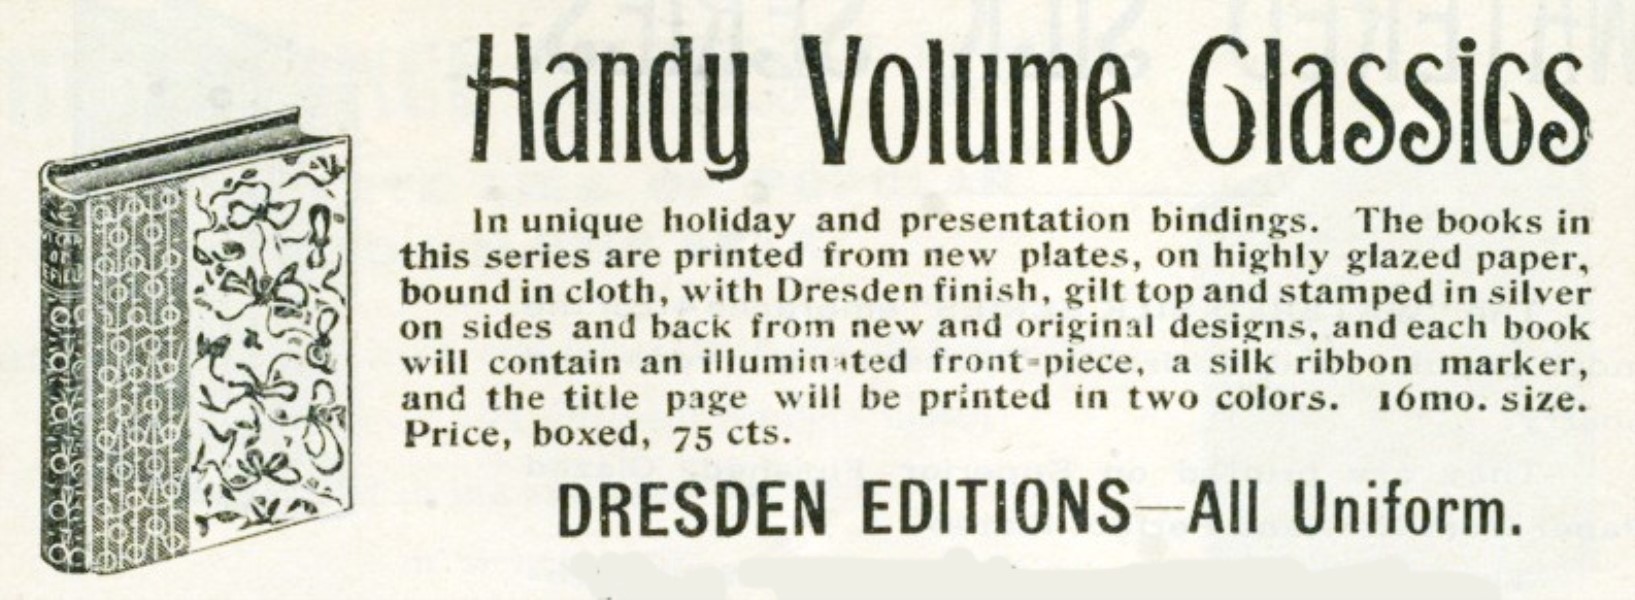 Handy Volume Classics
In unique holiday and presentation bindings. The books in
this series are printed from new plates, on highly glazed paper,
bound in cloth, with Dresden finish, gilt top and stamped in silver
on sides and back from new and original designs, and each book
will contain an illuminated front-piece, a silk ribbon marker,
and the title page will be printed in two colors. 16mo. size.
Price, boxed, 75 cts.
DRESDEN EDITIONS—All Uniform.